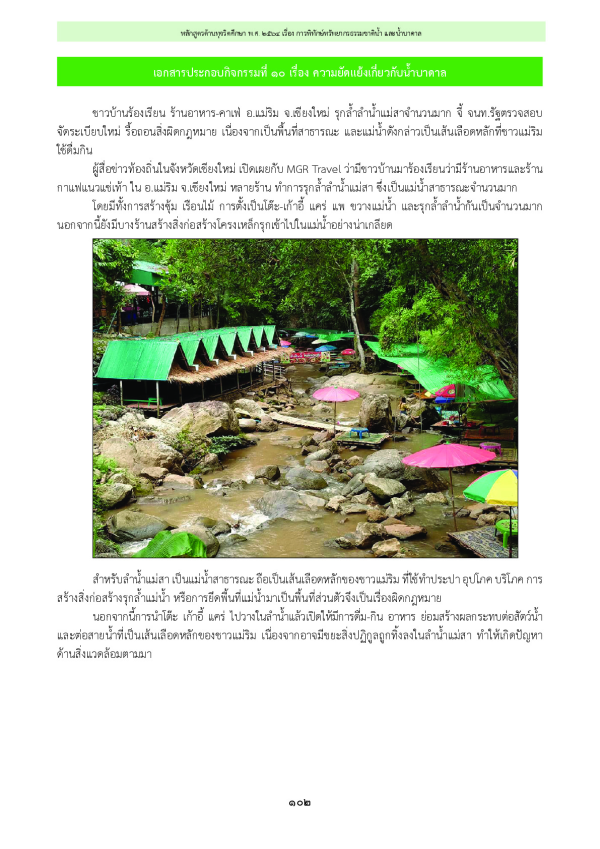 หลักสูตรต้านทุจริตศึกษา พ.ศ. ๒๕๖๔ เรื่อง การพิทักษ์ทรัพยากรธรรมชาติน้ำ และน้ำบาดาล
เอกสารประกอบกิจกรรมที่ ๑๐ เรื่อง ความขัดแย้งเกี่ยวกับน้ำบาดาล
ชาวบ้านร้องเรียน ร้านอาหาร-คาเฟ่ อ.แม่ริม จ.เชียงใหม่ รุกล้ำลำน้ำแม่สาจำนวนมาก จี้ จนท.รัฐตรวจสอบ
จัดระเบียบใหม่ รื้อถอนสิ่งผิดกฎหมาย เนื่องจากเป็นพื้นที่สาธารณะ และแม่น้ำดังกล่าวเป็นเส้นเลือดหลักที่ชาวแม่ริม
ใช้ดื่มกิน
ผู้สื่อข่าวท้องถิ่นในจังหวัดเชียงใหม่ เปิดเผยกับ MGR Travel ว่ามีชาวบ้านมาร้องเรียนว่ามีร้านอาหารและร้าน
กาแฟแนวแช่เท้า ใน อ.แม่ริม จ.เชียงใหม่ หลายร้าน ทำการรุกล้ำลำน้ำแม่สา ซึ่งเป็นแม่น้ำสาธารณะจำนวนมาก
โดยมีทั้งการสร้างซุ้ม เรือนไม้ การตั้งเป็นโต๊ะ-เก้าอี้ แคร่ แพ ขวางแม่น้ำ และรุกล้ำลำน้ำกันเป็นจำนวนมาก
นอกจากนี้ยังมีบางร้านสร้างสิ่งก่อสร้างโครงเหล็กรุกเข้าไปในแม่น้ำอย่างน่าเกลียด
สำหรับลำน้ำแม่สา เป็นแม่น้ำสาธารณะ ถือเป็นเส้นเลือดหลักของชาวแม่ริม ที่ใช้ทำประปา อุปโภค บริโภค การ
สร้างสิ่งก่อสร้างรุกล้ำแม่น้ำ หรือการยึดพื้นที่แม่น้ำมาเป็นพื้นที่ส่วนตัวจึงเป็นเรื่องผิดกฎหมาย
นอกจากนี้การนำโต๊ะ เก้าอี้ แคร่ ไปวางในลำน้ำแล้วเปิดให้มีการดื่ม-กิน อาหาร ย่อมสร้างผลกระทบต่อสัตว์น้ำ
และต่อสายน้ำที่เป็นเส้นเลือดหลักของชาวแม่ริม เนื่องจากอาจมีขยะสิ่งปฏิกูลถูกทิ้งลงในลำน้ำแม่สา ทำให้เกิดปัญหา
ด้านสิ่งแวดล้อมตามมา
๑๐๒